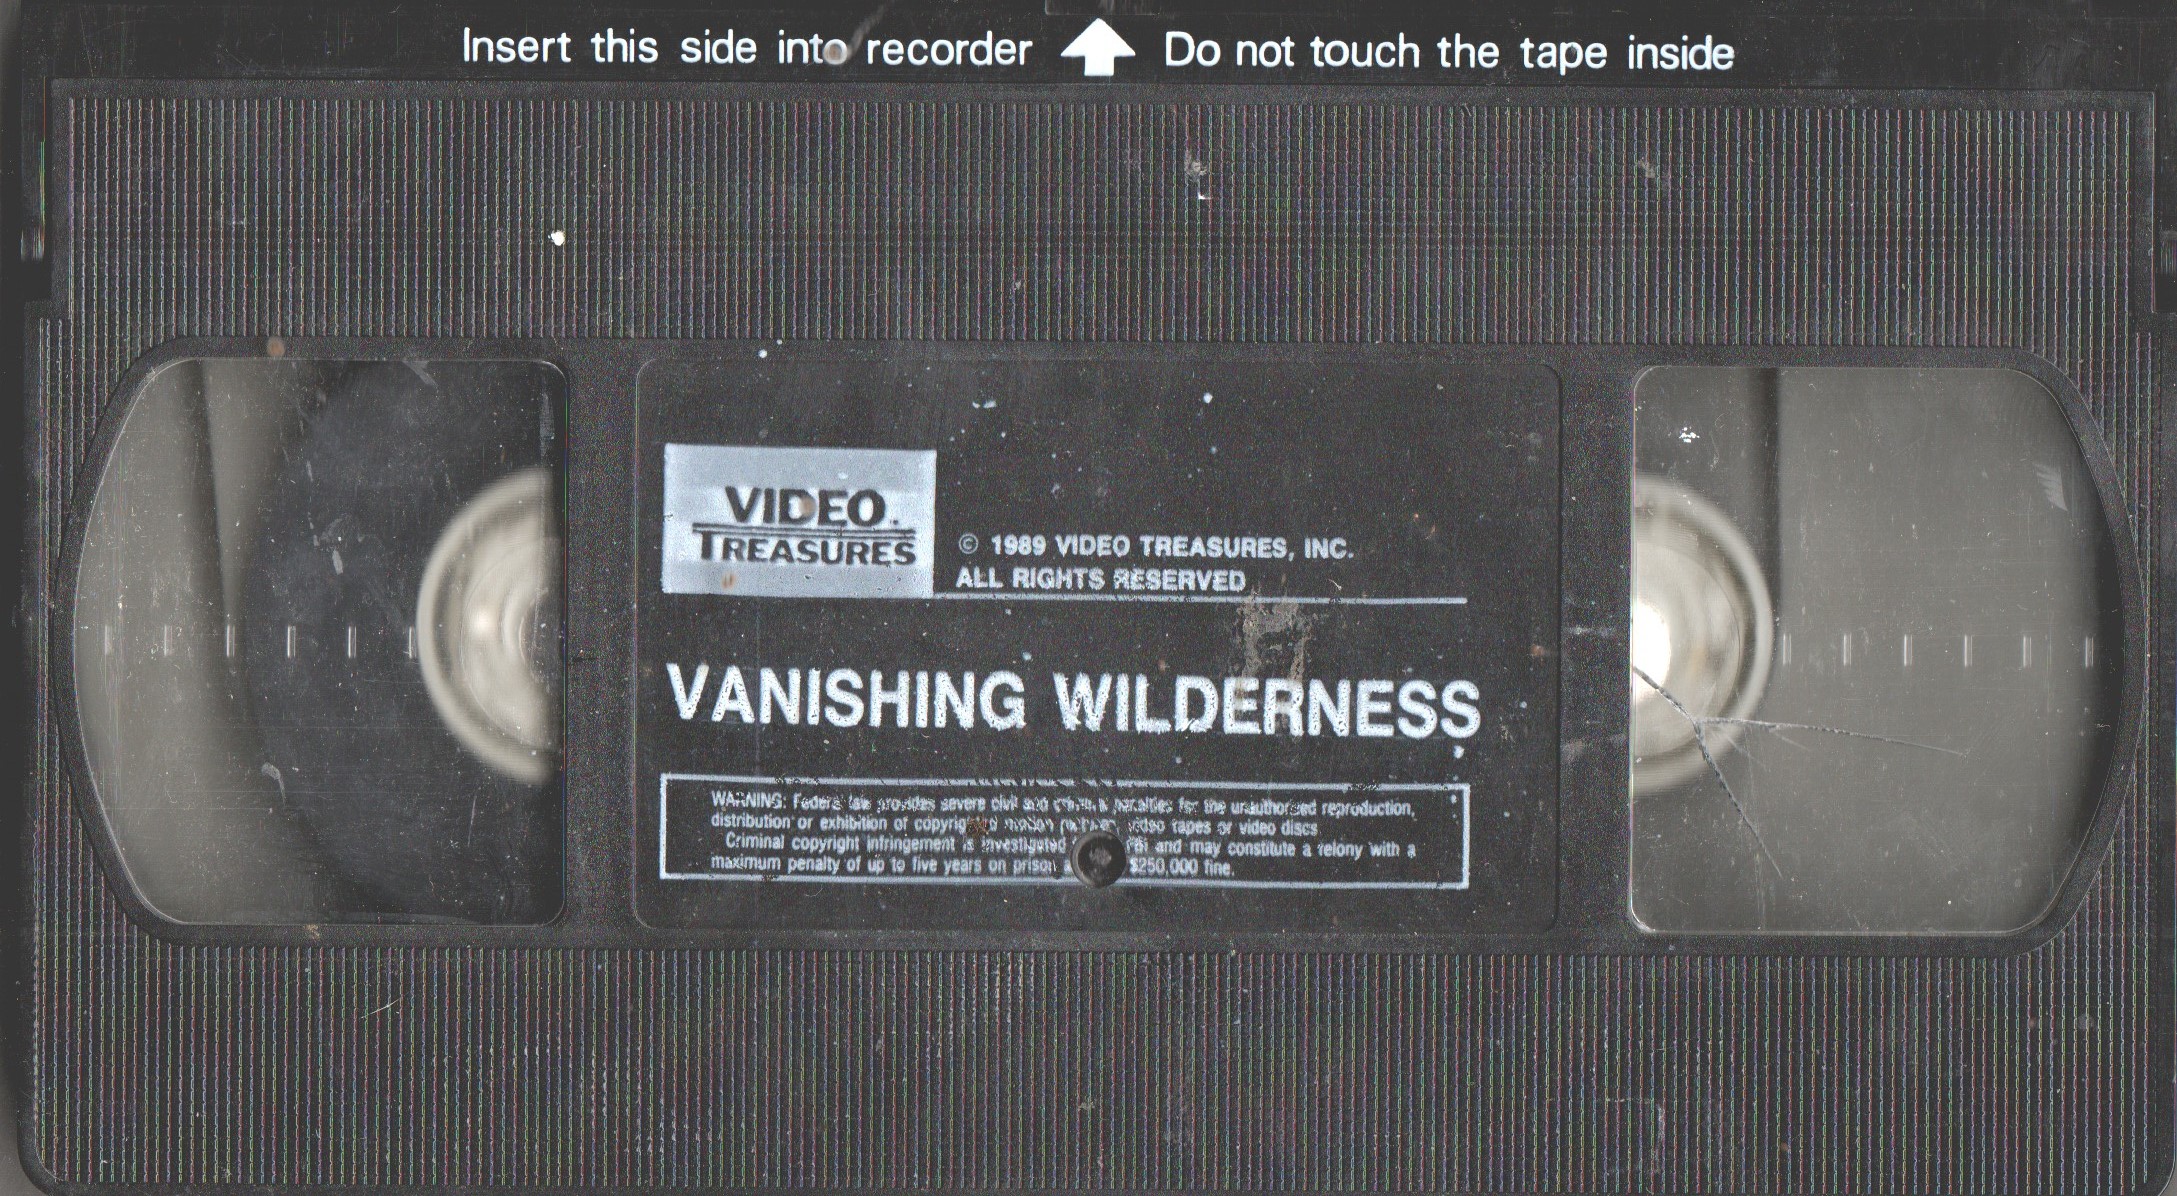 Insert this side into recorder Do not touch the tape inside
VIDEO
TREASURES
© 1989 VIDEO TREASURES, INC.
ALL RIGHTS RESERVED
VANISHING WILDERNESS
WARNING: Federal law provides severe civil and criminal penalties for the unauthorized reproduction,
distribution or exhibition of copyrighted motion pictures, video tapes or video discs
Criminal copyright infringement is investigated and may constitute a felony with a
maximum penalty of up to five years on prison $250,000 fine.